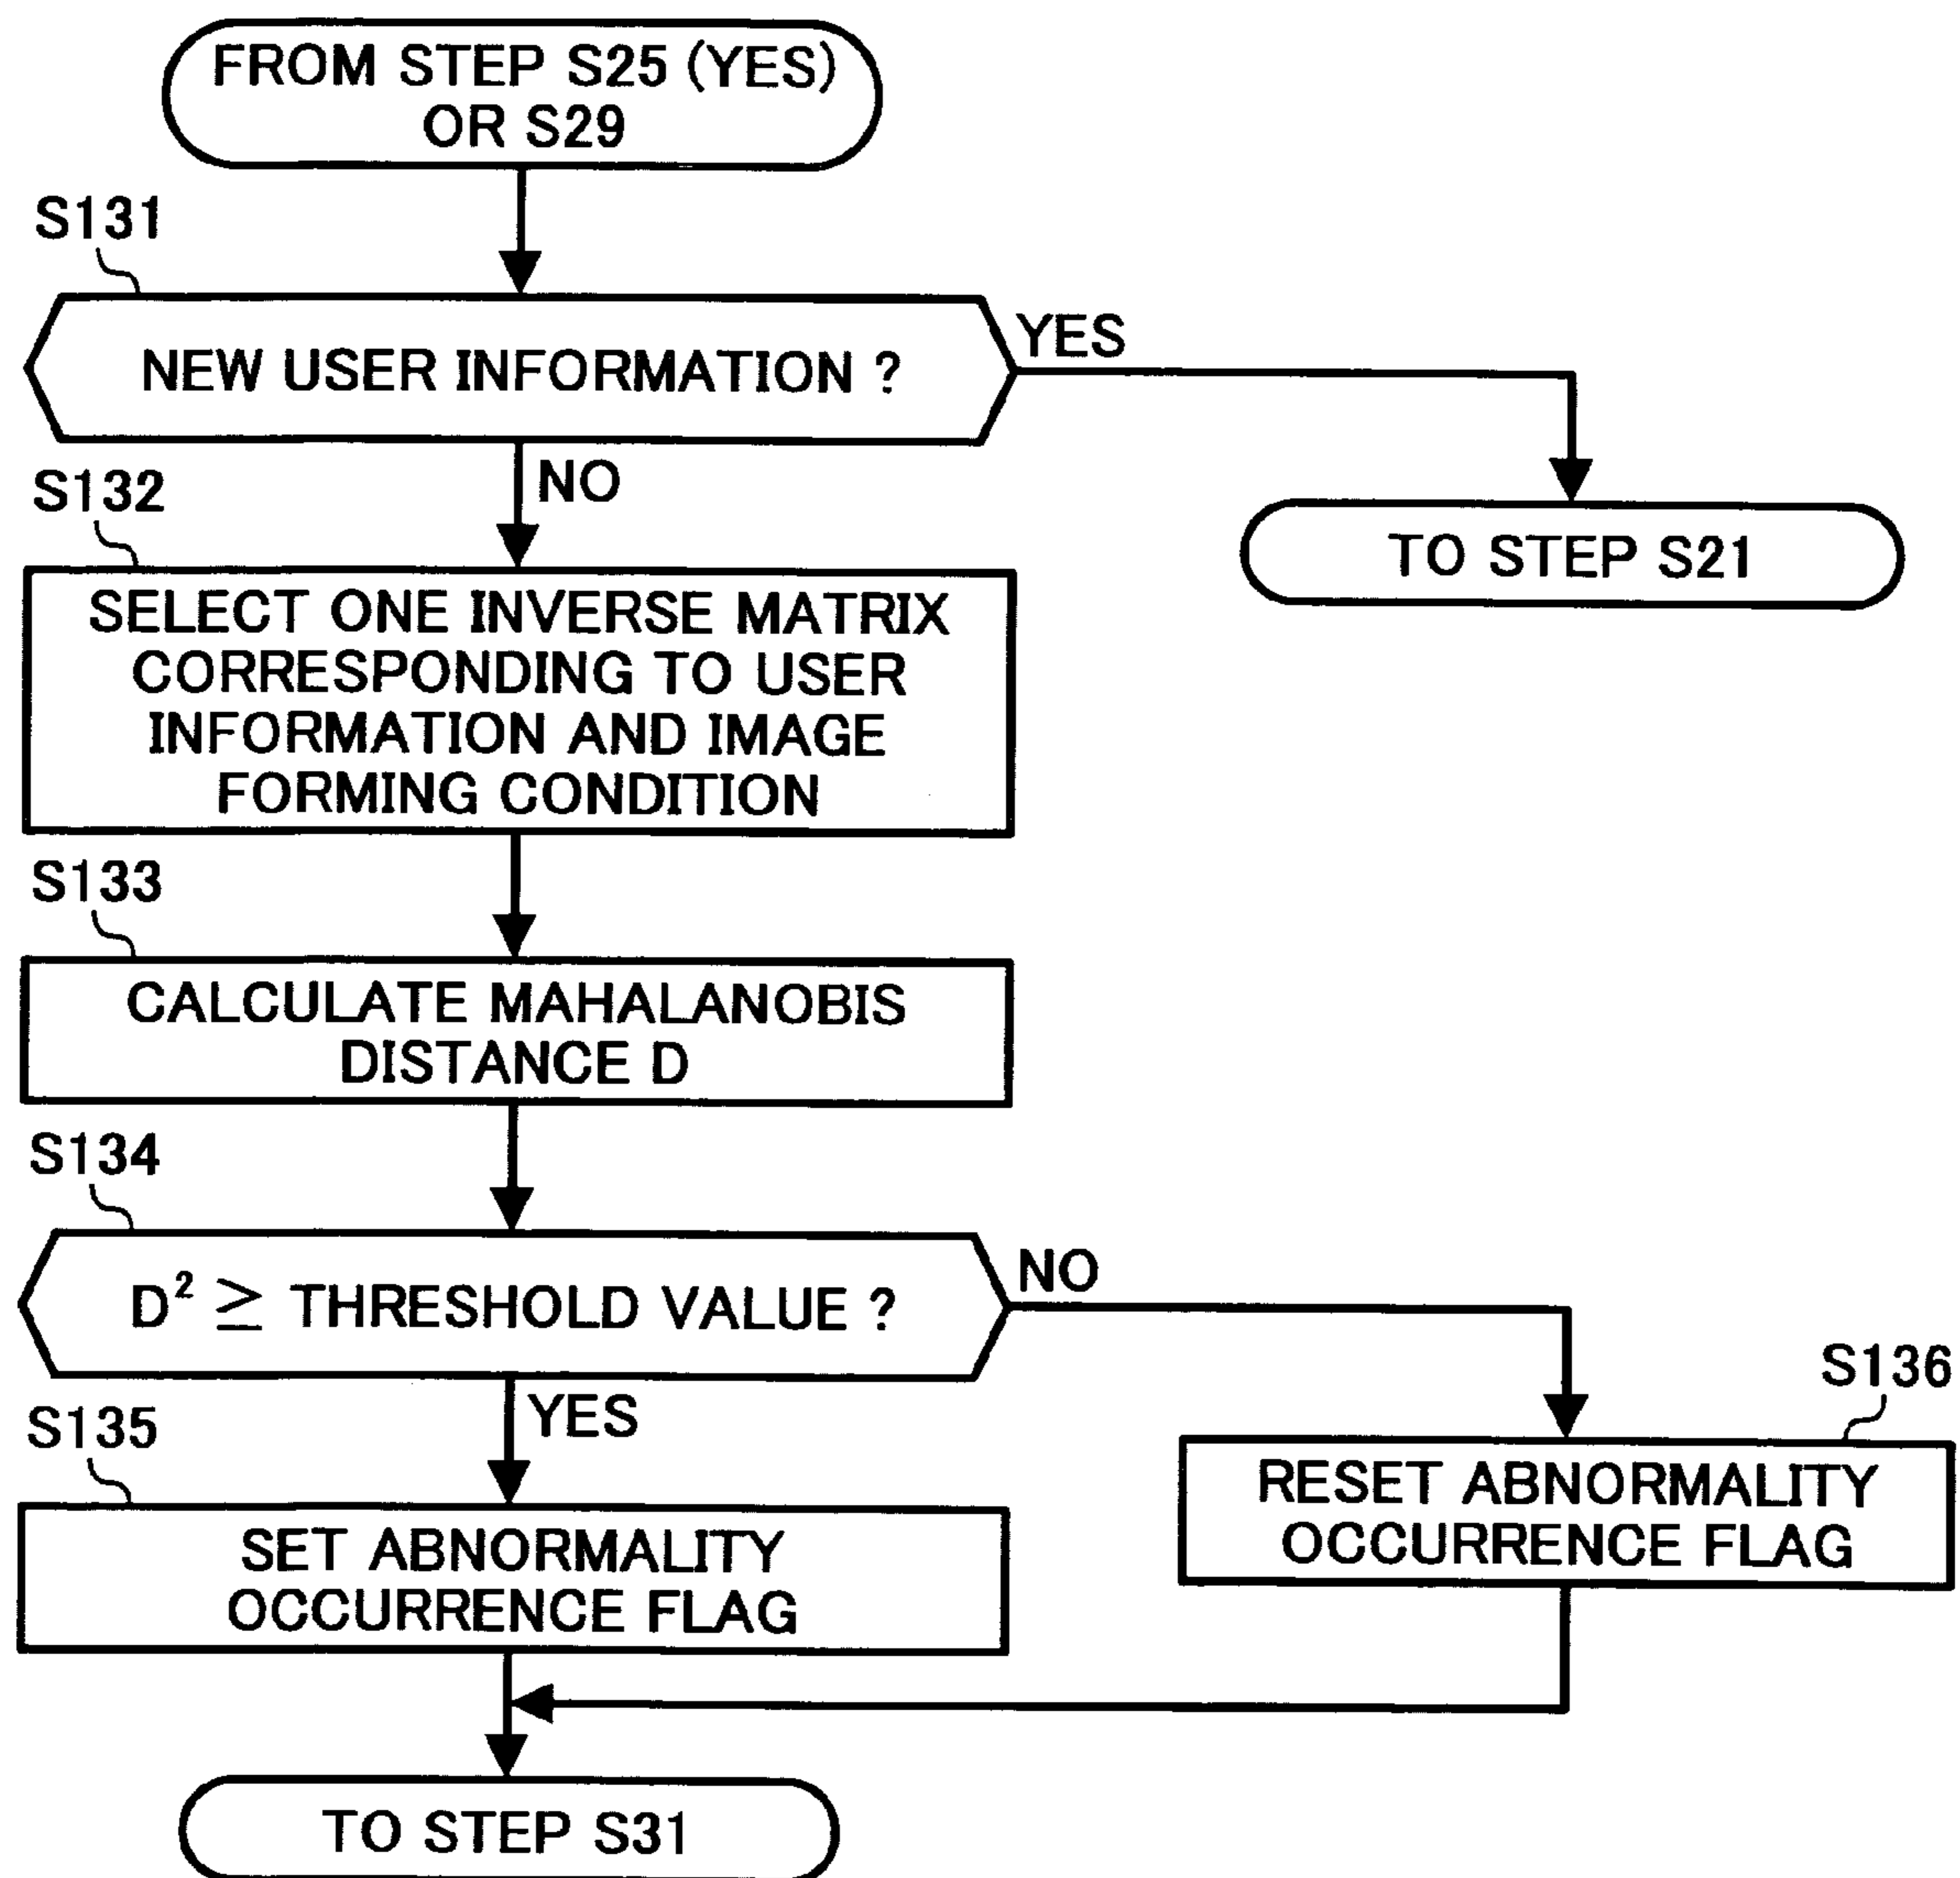 FROM STEP S25 (YES)
OR S29
S131
NEW USER INFORMATION ?
YES
NO
TO STEP S21
S132
SELECT ONE INVERSE MATRIX
CORRESPONDING TO USER
INFORMATION AND IMAGE
FORMING CONDITION
S133
CALCULATE MAHALANOBIS
DISTANCE D
S134
D² ≧ THRESHOLD VALUE ?
NO
YES
S135
SET ABNORMALITY
OCCURRENCE FLAG
S136
RESET ABNORMALITY
OCCURRENCE FLAG
TO STEP S31